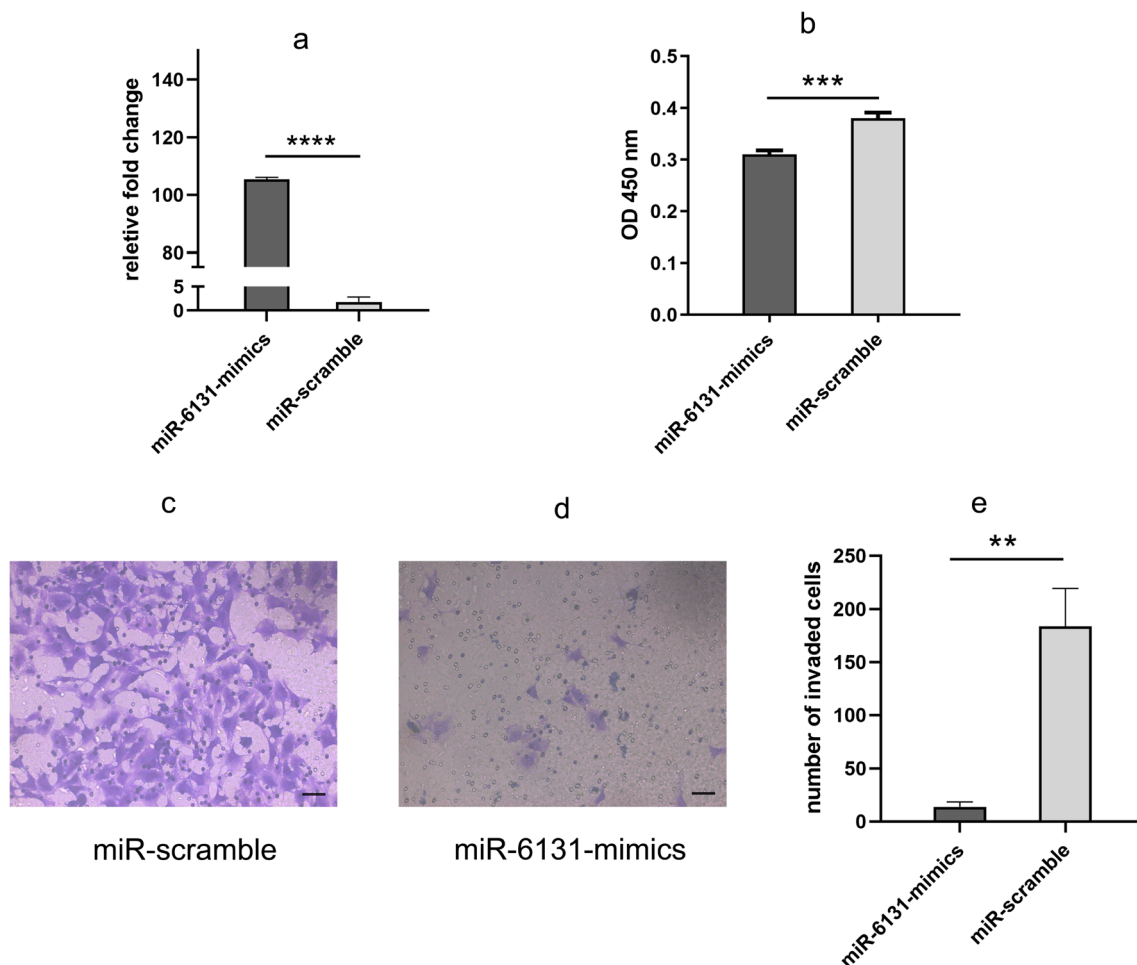 a
reletive fold change
140
120
100
80
5
0
****
miR-6131-mimics
miR-scramble
b
OD 450 nm
0.5
0.4
0.3
0.2
0.1
0.0
***
miR-6131-mimics
miR-scramble
c
miR-scramble
d
miR-6131-mimics
e
number of invaded cells
250
200
150
100
50
0
**
miR-6131-mimics
miR-scramble